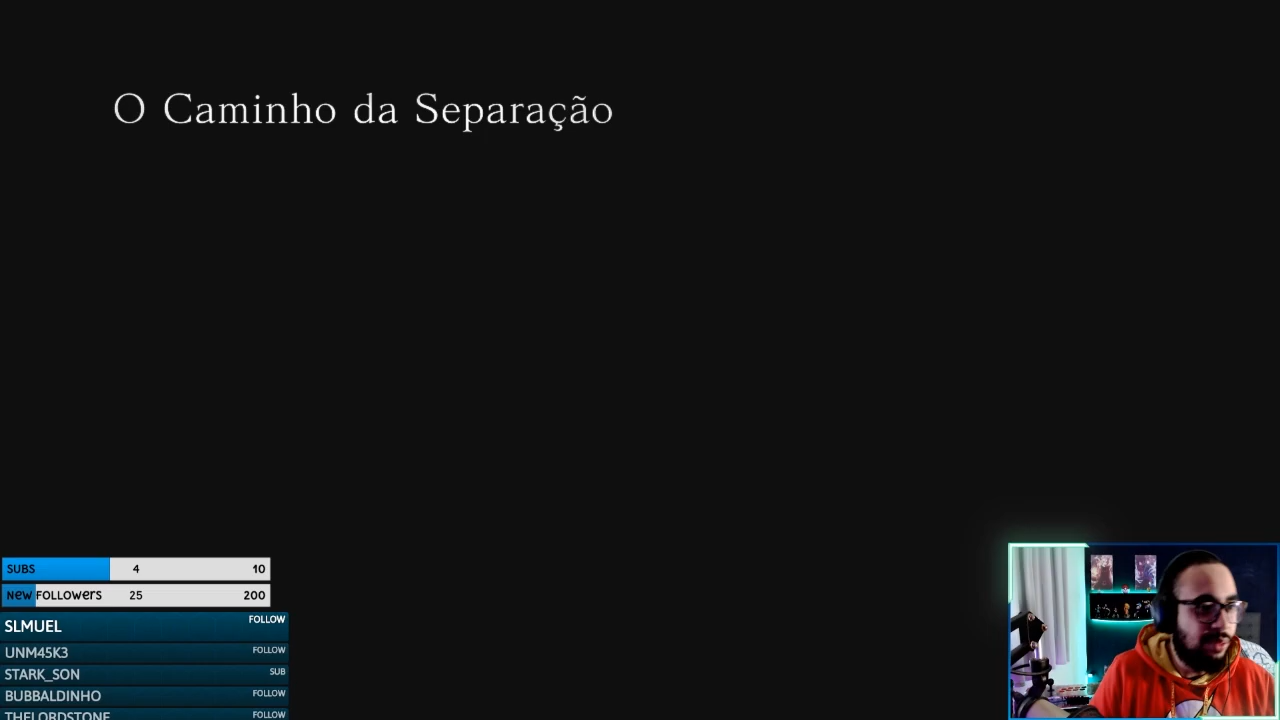 O Caminho da Separação
SUBS 4 10
New Followers 25 200
SLMUEL FOLLOW
UNM45K3 FOLLOW
STARK_SON SUB
BUBBALDINHO FOLLOW
THELORDSTONE FOLLOW